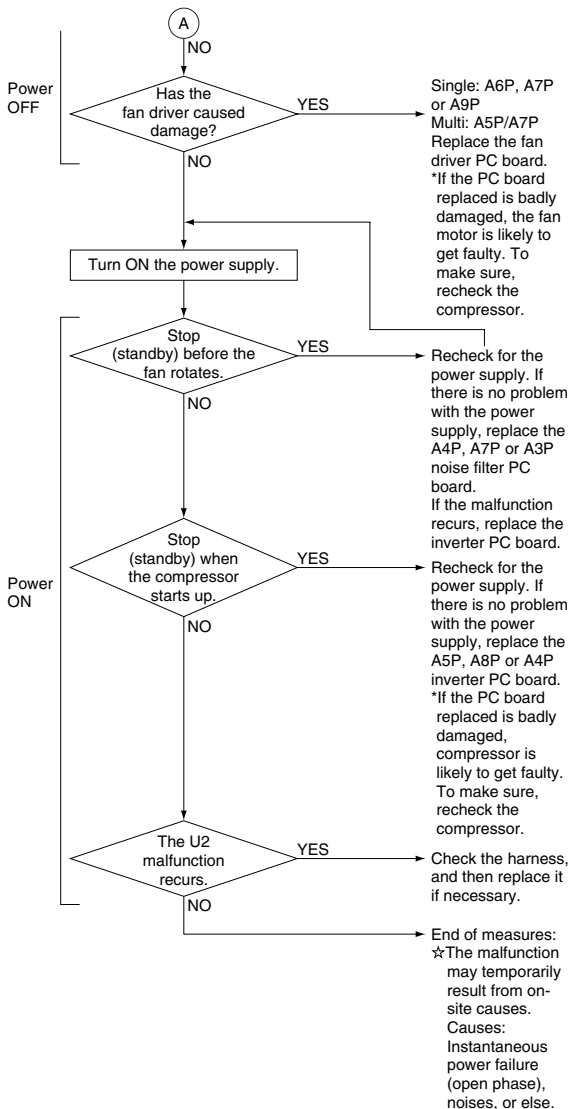 A
NO
Power
OFF
Has the
fan driver caused
damage?
YES
Single: A6P, A7P
or A9P
Multi: A5P/A7P
Replace the fan
driver PC board.
*If the PC board
replaced is badly
damaged, the fan
motor is likely to
get faulty. To
make sure,
recheck the
compressor.
NO
Turn ON the power supply.
Power
ON
Stop
(standby) before the
fan rotates.
YES
Recheck for the
power supply. If
there is no problem
with the power
supply, replace the
A4P, A7P or A3P
noise filter PC
board.
If the malfunction
recurs, replace the
inverter PC board.
NO
Stop
(standby) when
the compressor
starts up.
YES
Recheck for the
power supply. If
there is no problem
with the power
supply, replace the
A5P, A8P or A4P
inverter PC board.
*If the PC board
replaced is badly
damaged,
compressor is
likely to get faulty.
To make sure,
recheck the
compressor.
NO
The U2
malfunction
recurs.
YES
Check the harness,
and then replace it
if necessary.
NO
End of measures:
☆The malfunction
may temporarily
result from on-
site causes.
Causes:
Instantaneous
power failure
(open phase),
noises, or else.